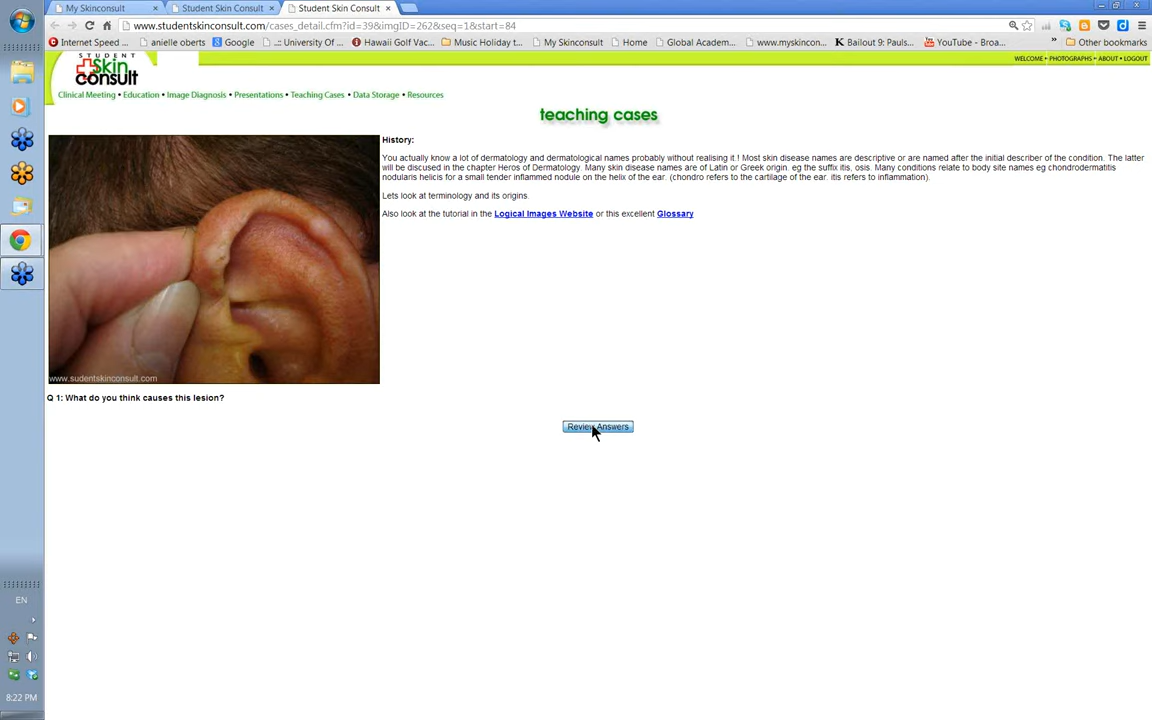 My Skinconsult
Student Skin Consult
Student Skin Consult
www.studentskinconsult.com/cases_detail.cfm?id=39&imgID=262&seq=1&start=84
Internet Speed ...
anielle oberts
Google
..:: University Of ...
Hawaii Golf Vac...
Music Holiday t...
My Skinconsult
Home
Global Academ...
www.myskincon...
Bailout 9: Pauls...
YouTube - Broa...
»
Other bookmarks
WELCOME • PHOTOGRAPHS • ABOUT • LOGOUT
STUDENT
Skin
consult
Clinical Meeting • Education • Image Diagnosis • Presentations • Teaching Cases • Data Storage • Resources
teaching cases
History:
You actually know a lot of dermatology and dermatological names probably without realising it.! Most skin disease names are descriptive or are named after the initial describer of the condition. The latter
will be discused in the chapter Heros of Dermatology. Many skin disease names are of Latin or Greek origin. eg the suffix itis, osis. Many conditions relate to body site names eg chondrodermatitis
nodularis helicis for a small tender inflammed nodule on the helix of the ear. (chondro refers to the cartilage of the ear. itis refers to inflammation).
Lets look at terminology and its origins.
Also look at the tutorial in the Logical Images Website or this excellent Glossary
www.sudentskinconsult.com
Q 1: What do you think causes this lesion?
Review Answers
EN
8:22 PM